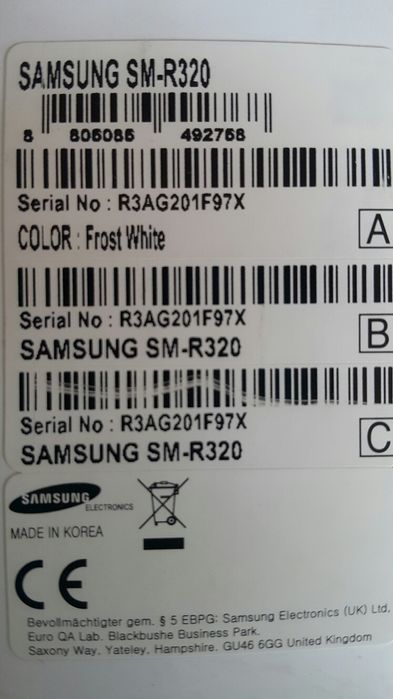 SAMSUNG SM-R320
8 806085 492758
Serial No : R3AG201F97X
COLOR : Frost White
A
Serial No : R3AG201F97X
B
SAMSUNG SM-R320
Serial No : R3AG201F97X
C
SAMSUNG SM-R320
SAMSUNG
ELECTRONICS
MADE IN KOREA
CE
Bevollmächtigter gem. § 5 EBPG: Samsung Electronics (UK) Ltd,
Euro QA Lab. Blackbushe Business Park.
Saxony Way, Yateley, Hampshire. GU46 6GG United Kingdom